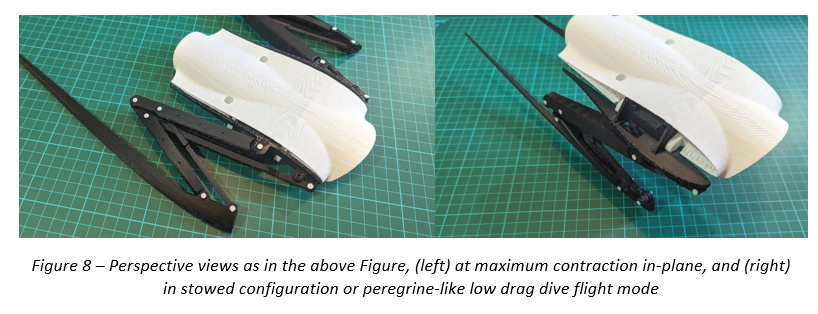 Figure 8 – Perspective views as in the above Figure, (left) at maximum contraction in-plane, and (right)
in stowed configuration or peregrine-like low drag dive flight mode